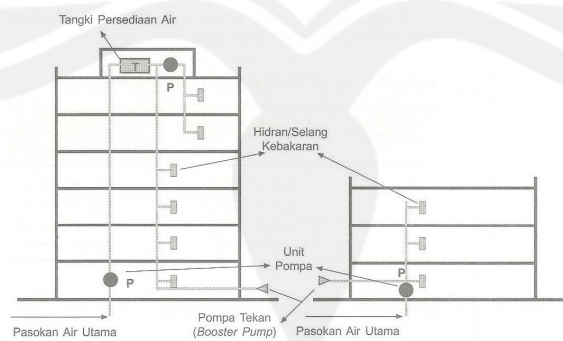 Tangki Persediaan Air
T
P
Hidran/Selang
Kebakaran
Unit
Pompa
P
P
Pompa Tekan
(Booster Pump)
Pasokan Air Utama
Pasokan Air Utama